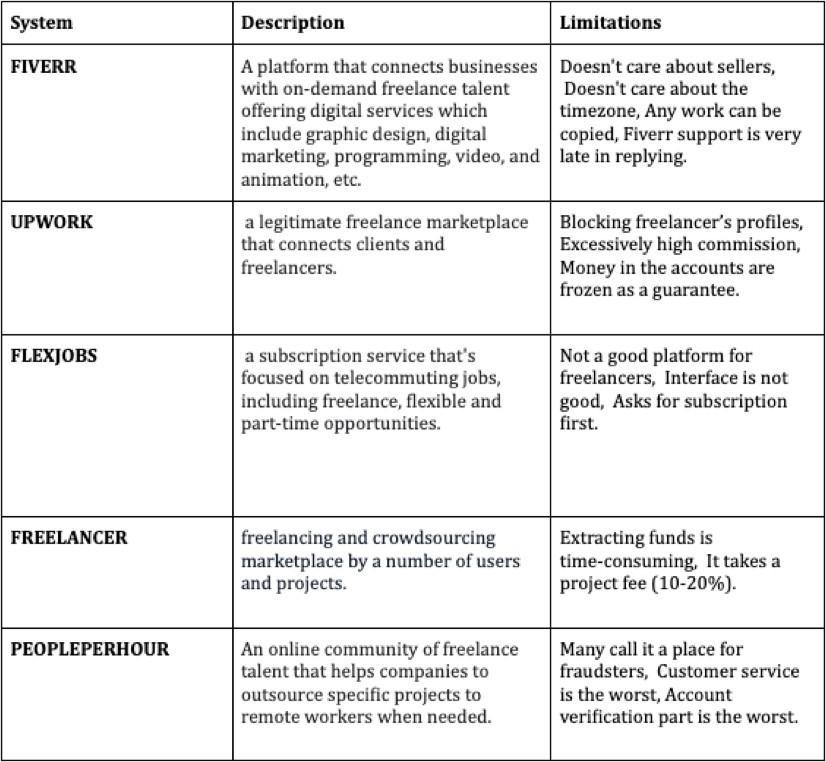 System Description Limitations
FIVERR
A platform that connects businesses
with on-demand freelance talent
offering digital services which
include graphic design, digital
marketing, programming, video, and
animation, etc.
Doesn't care about sellers,
Doesn't care about the
timezone, Any work can be
copied, Fiverr support is very
late in replying.
UPWORK
a legitimate freelance marketplace
that connects clients and
freelancers.
Blocking freelancer’s profiles,
Excessively high commission,
Money in the accounts are
frozen as a guarantee.
FLEXJOBS
a subscription service that's
focused on telecommuting jobs,
including freelance, flexible and
part-time opportunities.
Not a good platform for
freelancers, Interface is not
good, Asks for subscription
first.
FREELANCER
freelancing and crowdsourcing
marketplace by a number of users
and projects.
Extracting funds is
time-consuming, It takes a
project fee (10-20%).
PEOPLEPERHOUR
An online community of freelance
talent that helps companies to
outsource specific projects to
remote workers when needed.
Many call it a place for
fraudsters, Customer service
is the worst, Account
verification part is the worst.